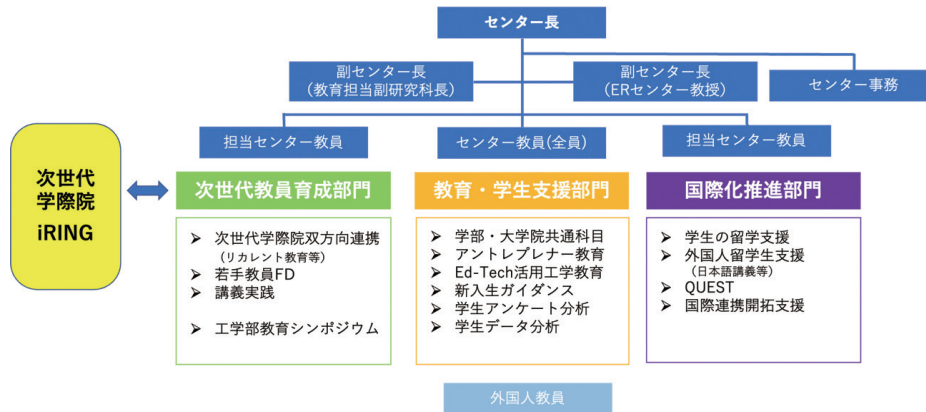 センター長
副センター長
(教育担当副研究科長)
副センター長
(ERセンター教授)
センター事務
担当センター教員
センター教員(全員)
担当センター教員
次世代
学際院
iRING
次世代教員育成部門
➢ 次世代学際院双方向連携
(リカレント教育等)
➢ 若手教員FD
➢ 講義実践
➢ 工学部教育シンポジウム
教育・学生支援部門
➢ 学部・大学院共通科目
➢ アントレプレナー教育
➢ Ed-Tech活用工学教育
➢ 新入生ガイダンス
➢ 学生アンケート分析
➢ 学生データ分析
国際化推進部門
➢ 学生の留学支援
➢ 外国人留学生支援
(日本語講義等)
➢ QUEST
➢ 国際連携開拓支援
外国人教員